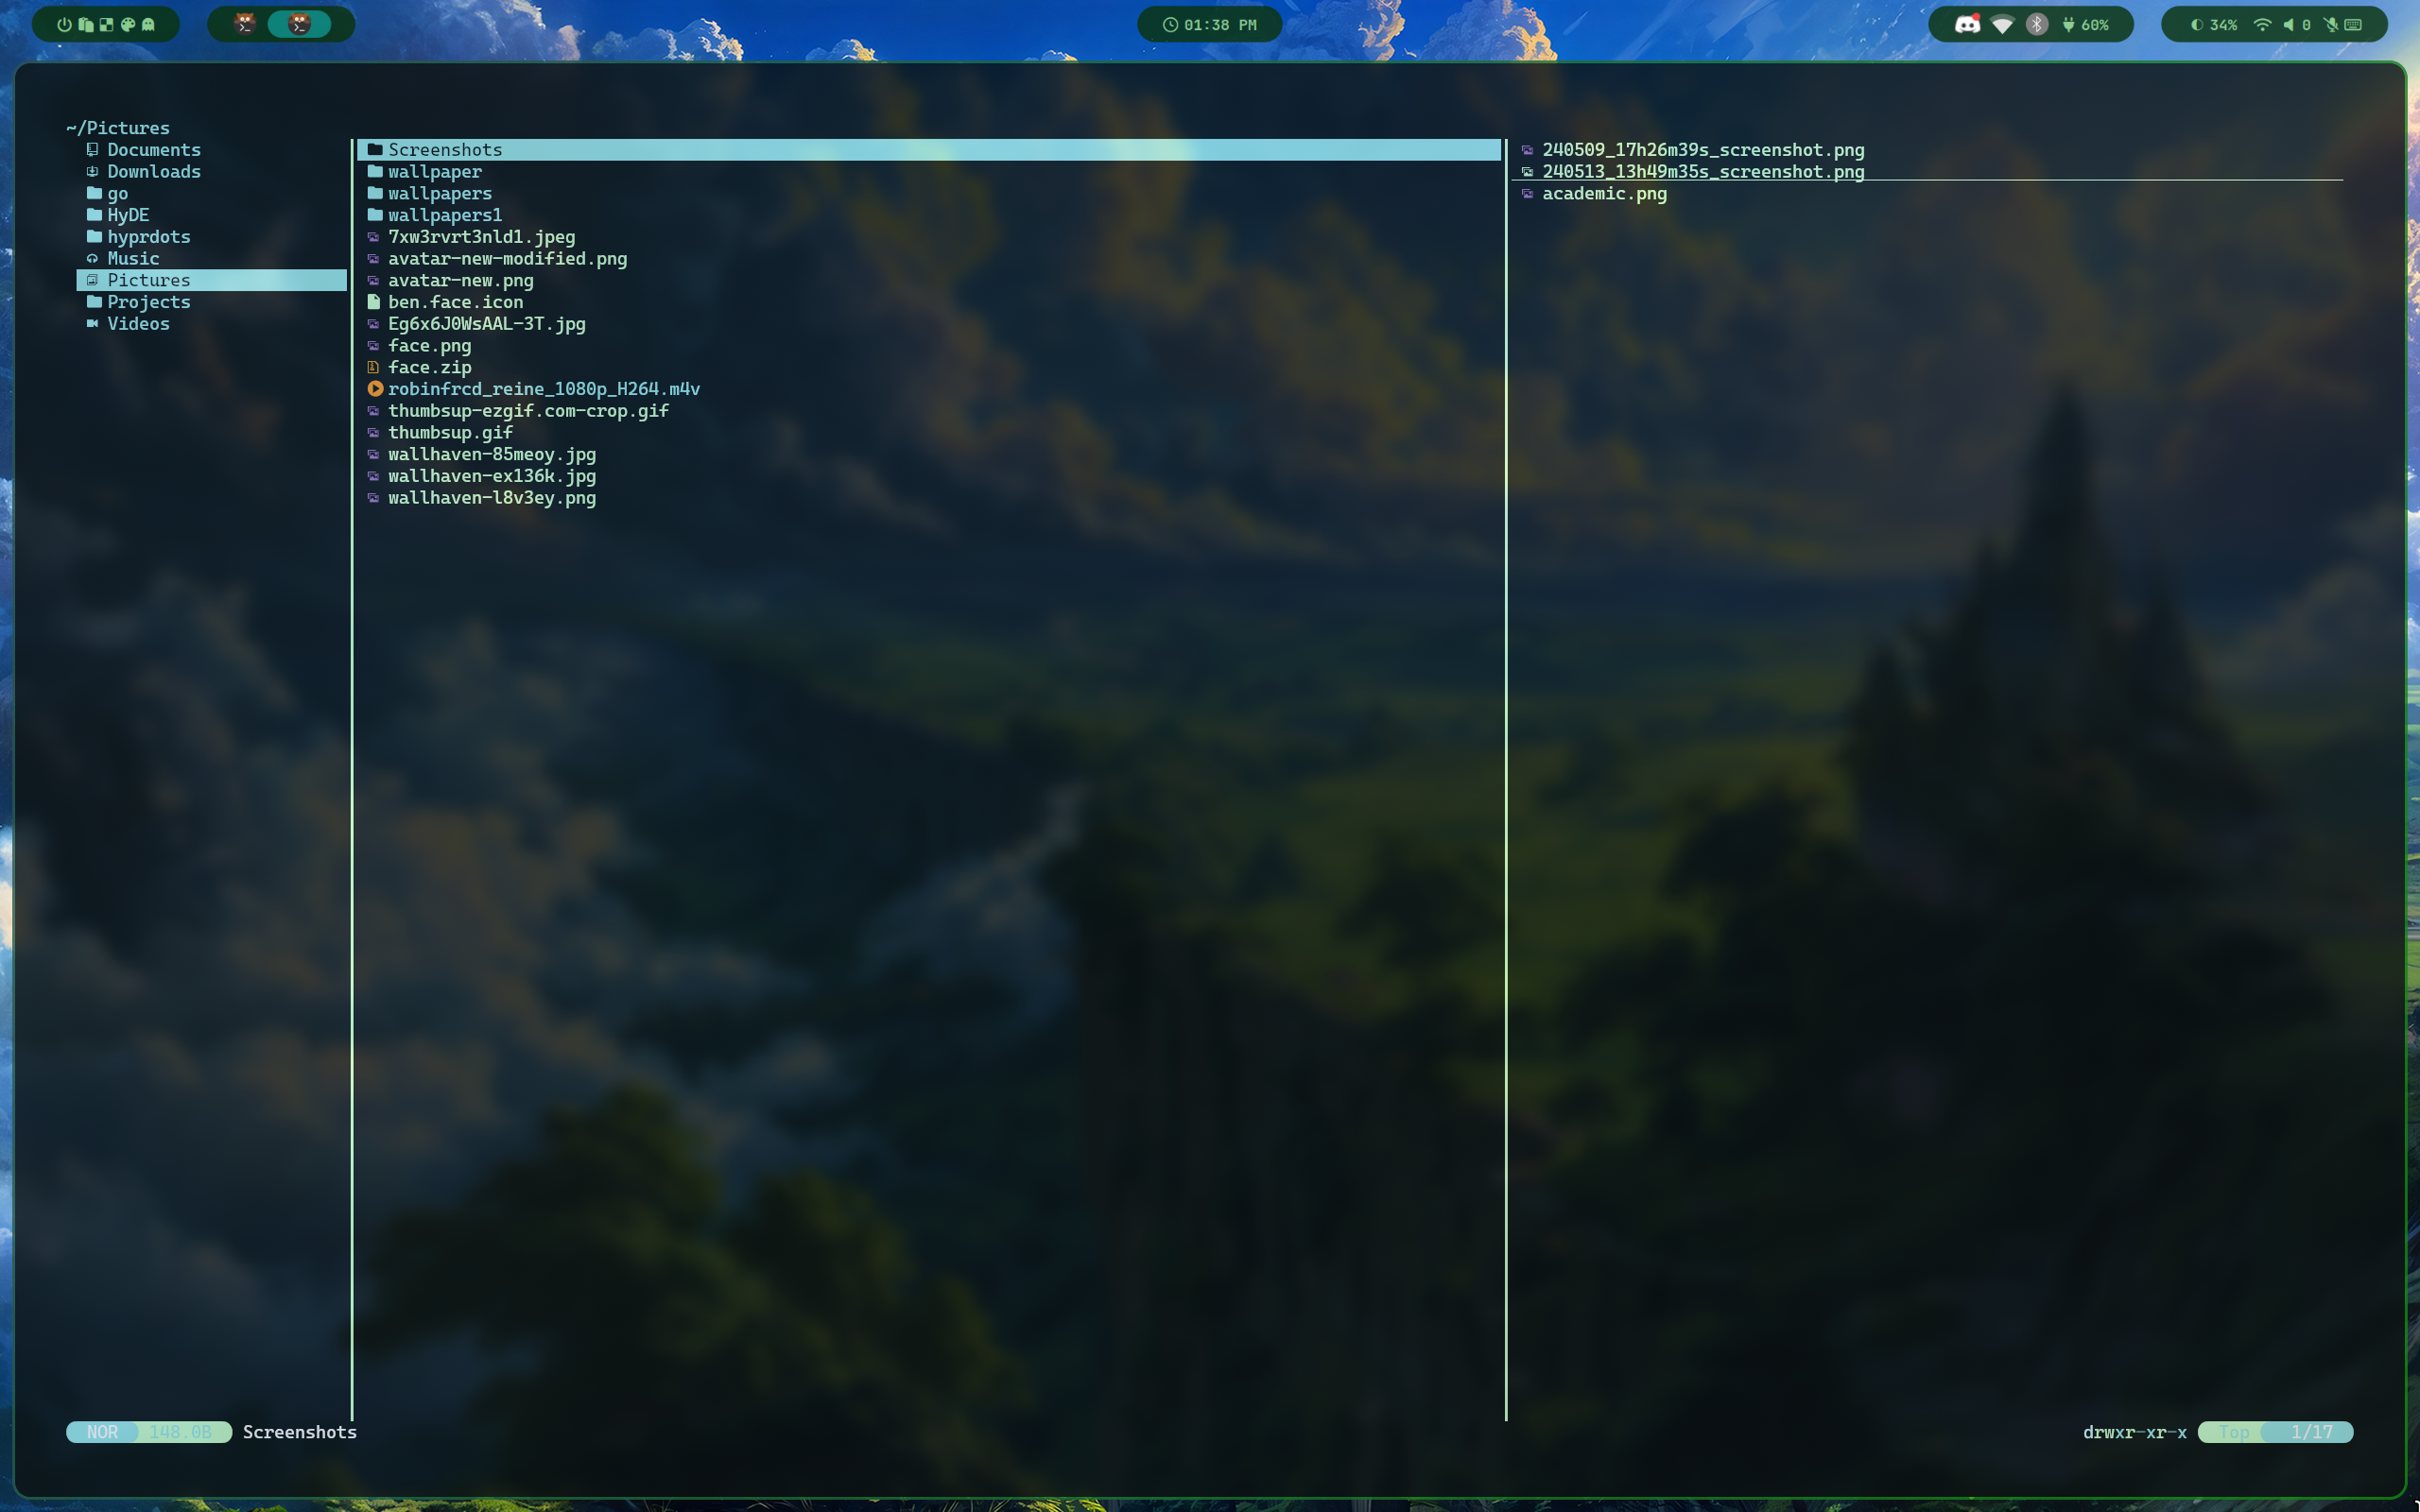 01:38 PM
60%
34%
0
~/Pictures
Documents
Downloads
go
HyDE
hyprdots
Music
Pictures
Projects
Videos
Screenshots
wallpaper
wallpapers
wallpapers1
7xw3rvrt3nld1.jpeg
avatar-new-modified.png
avatar-new.png
ben.face.icon
Eg6x6J0WsAAL-3T.jpg
face.png
face.zip
robinfrcd_reine_1080p_H264.m4v
thumbsup-ezgif.com-crop.gif
thumbsup.gif
wallhaven-85meoy.jpg
wallhaven-ex136k.jpg
wallhaven-l8v3ey.png
240509_17h26m39s_screenshot.png
240513_13h49m35s_screenshot.png
academic.png
NOR 148.0B Screenshots
drwxr-xr-x Top 1/17